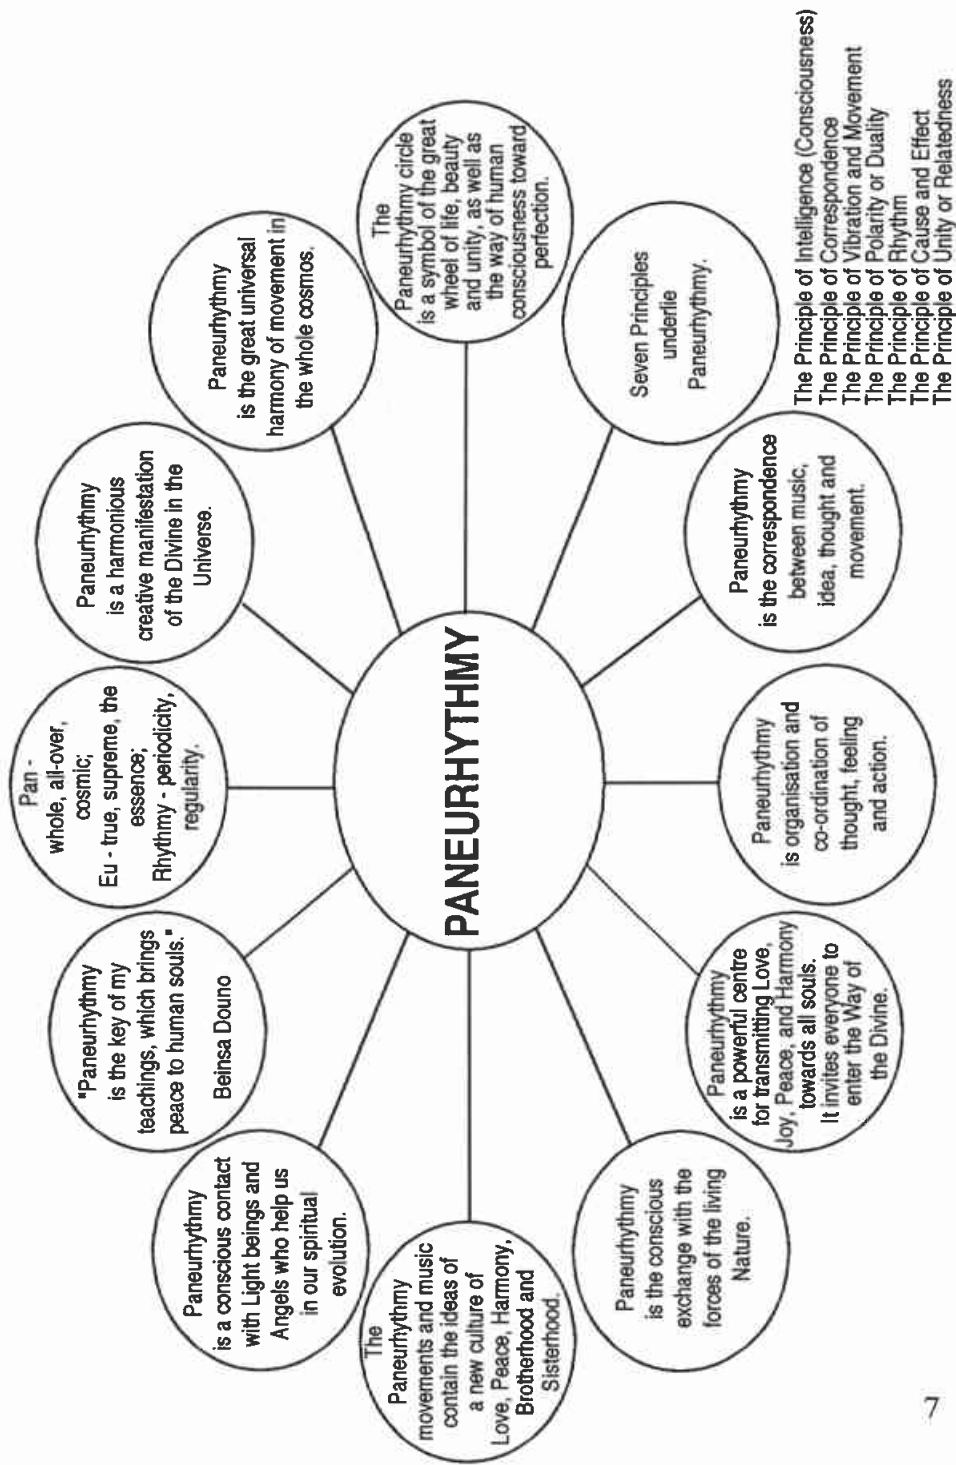 Pan -
whole, all-over,
cosmic;
Eu - true, supreme, the
essence;
Rhythmy - periodicity,
regularity.
Paneurhythmy
is a harmonious
creative manifestation
of the Divine in the
Universe.
Paneurhythmy
is the great universal
harmony of movement in
the whole cosmos.
The
Paneurhythmy circle
is a symbol of the great
wheel of life, beauty
and unity, as well as
the way of human
consciousness toward
perfection.
Seven Principles
underlie
Paneurhythmy.
The Principle of Intelligence (Consciousness)
The Principle of Correspondence
The Principle of Vibration and Movement
The Principle of Polarity or Duality
The Principle of Rhythm
The Principle of Cause and Effect
The Principle of Unity or Relatedness
Paneurhythmy
is the correspondence
between music,
idea, thought and
movement.
Paneurhythmy
is organisation and
co-ordination of
thought, feeling
and action.
Paneurhythmy
is a powerful centre
for transmitting Love,
Joy, Peace, and Harmony
towards all souls.
It invites everyone to
enter the Way of
the Divine.
Paneurhythmy
is the conscious
exchange with the
forces of the living
Nature.
The
Paneurhythmy
movements and music
contain the ideas of
a new culture of
Love, Peace, Harmony,
Brotherhood and
Sisterhood.
Paneurhythmy
is a conscious contact
with Light beings and
Angels who help us
in our spiritual
evolution.
"Paneurhythmy
is the key of my
teachings, which brings
peace to human souls."
Beinsa Douno
PANEURHYTHMY
7